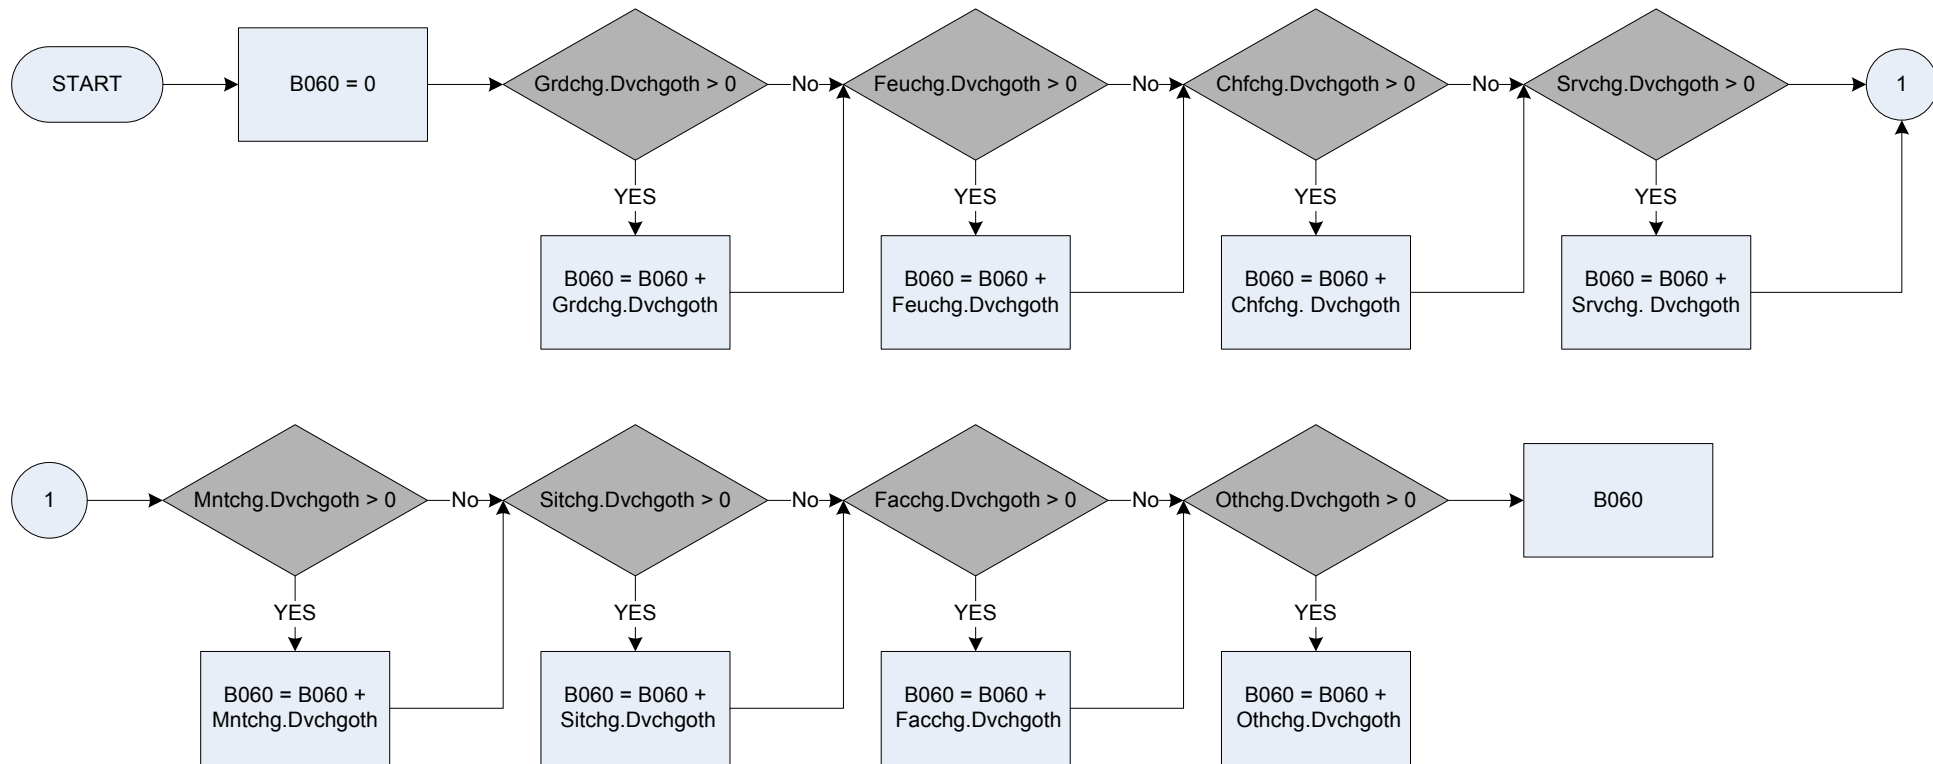 START
B060 = 0
Grdchg.Dvchgoth > 0
No
Feuchg.Dvchgoth > 0
No
Chfchg.Dvchgoth > 0
No
Srvchg.Dvchgoth > 0
1
YES
YES
YES
YES
B060 = B060 +
Grdchg.Dvchgoth
B060 = B060 +
Feuchg.Dvchgoth
B060 = B060 +
Chfchg. Dvchgoth
B060 = B060 +
Srvchg. Dvchgoth
1
Mntchg.Dvchgoth > 0
No
Sitchg.Dvchgoth > 0
No
Facchg.Dvchgoth > 0
No
Othchg.Dvchgoth > 0
B060
YES
YES
YES
YES
B060 = B060 +
Mntchg.Dvchgoth
B060 = B060 +
Sitchg.Dvchgoth
B060 = B060 +
Facchg.Dvchgoth
B060 = B060 +
Othchg.Dvchgoth